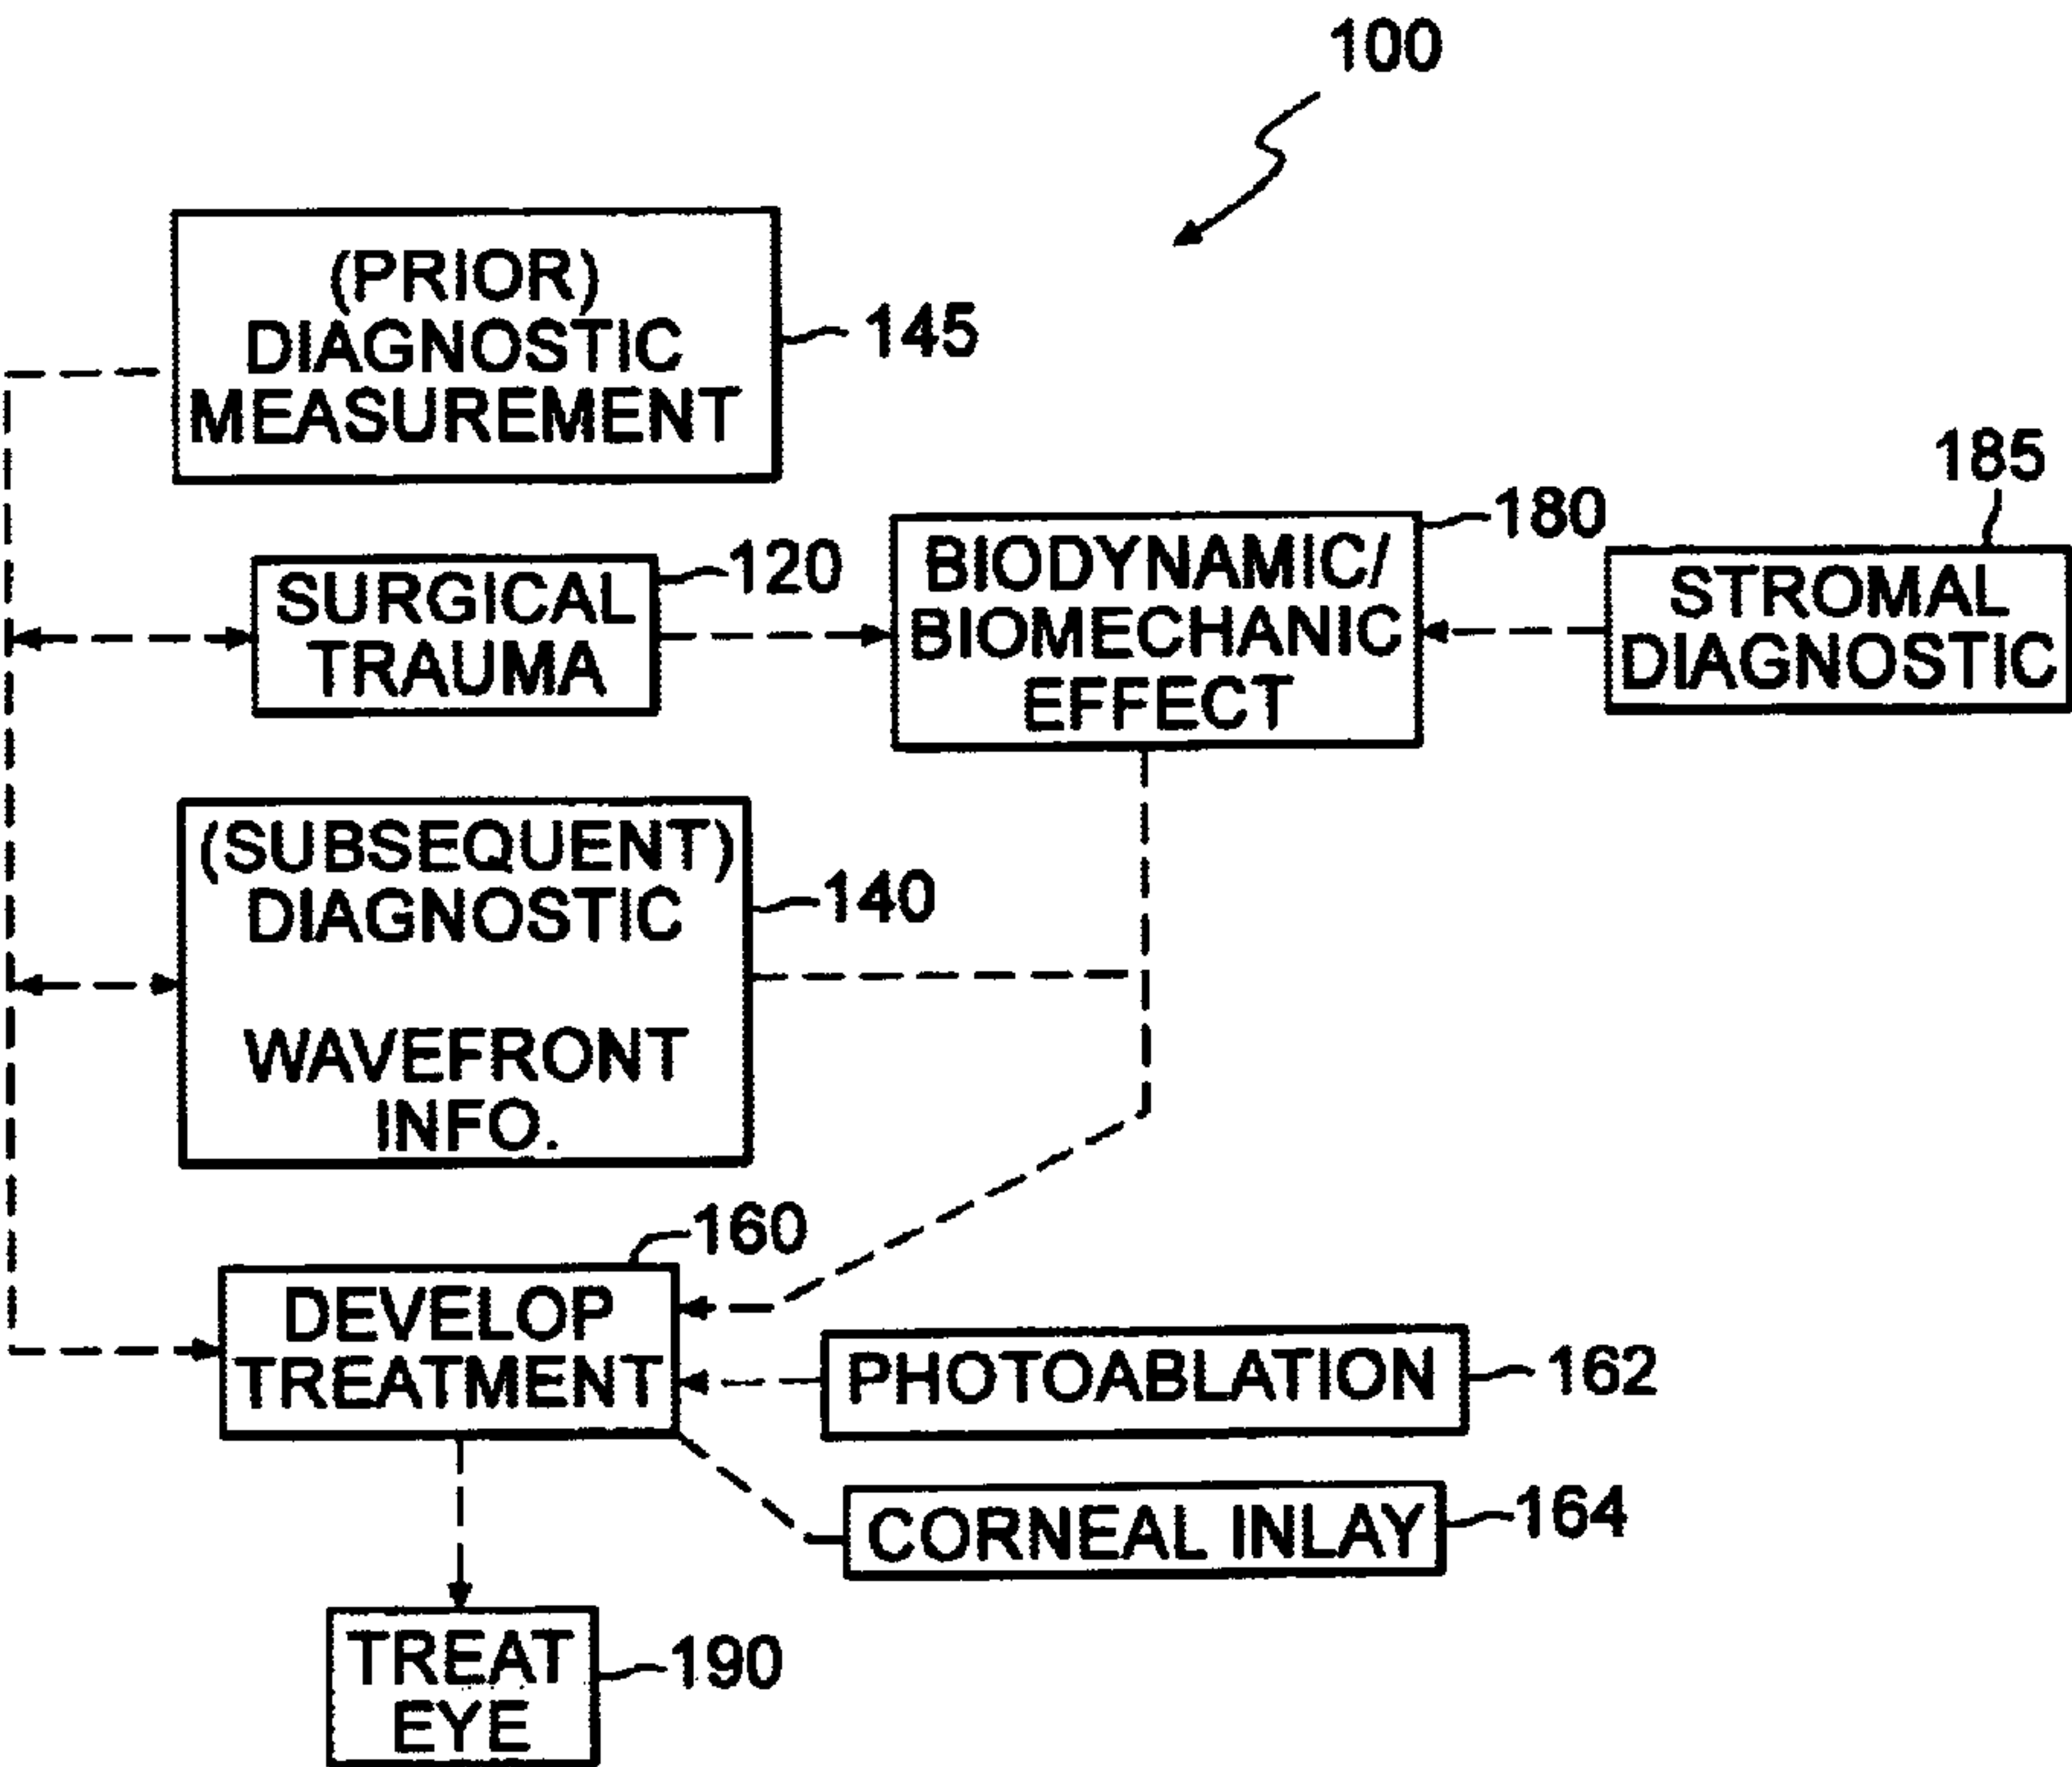 100
(PRIOR)
DIAGNOSTIC
MEASUREMENT
145
185
SURGICAL
TRAUMA
120
BIODYNAMIC/
BIOMECHANIC
EFFECT
180
STROMAL
DIAGNOSTIC
(SUBSEQUENT)
DIAGNOSTIC
WAVEFRONT
INFO.
140
160
DEVELOP
TREATMENT
PHOTOABLATION
162
CORNEAL INLAY
164
TREAT
EYE
190